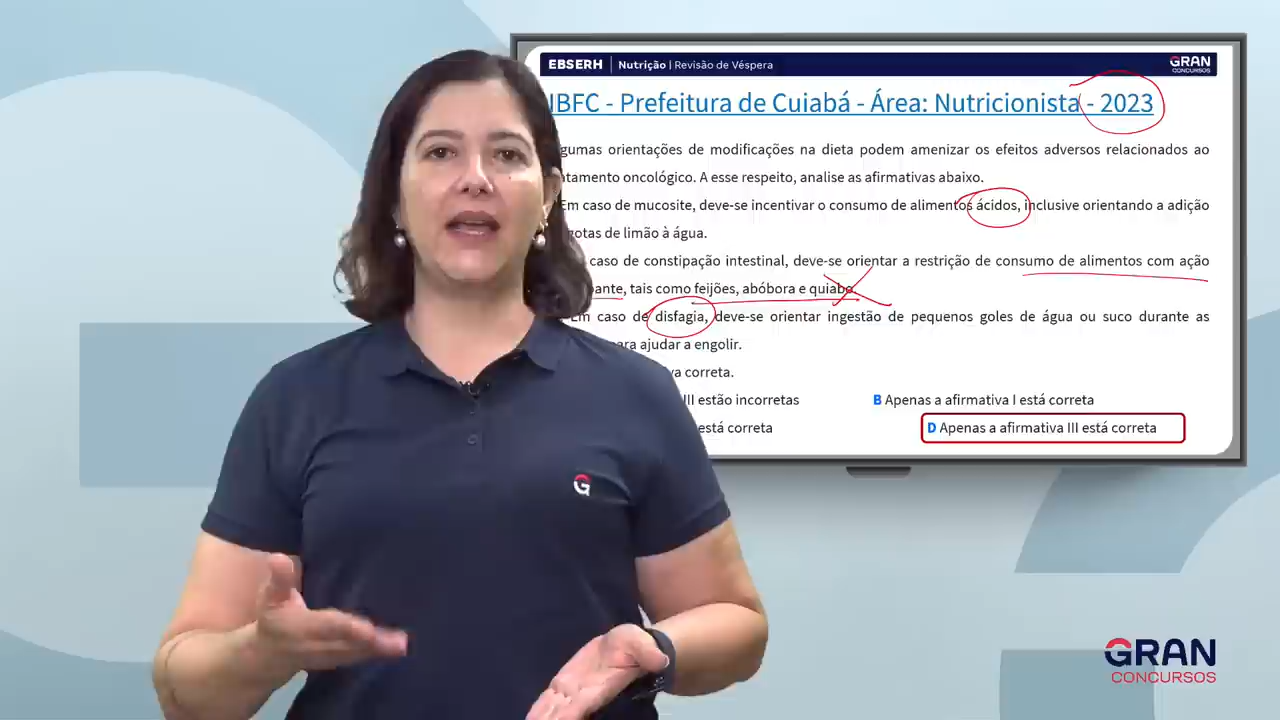 EBSERH | Nutrição | Revisão de Véspera
GRAN
CONCURSOS
IBFC - Prefeitura de Cuiabá - Área: Nutricionista - 2023
orientações de modificações na dieta podem amenizar os efeitos adversos relacionados ao
oncológico. A esse respeito, analise as afirmativas abaixo.
Em caso de mucosite, deve-se incentivar o consumo de alimentos ácidos, inclusive orientando a adição
gotas de limão à água.
caso de constipação intestinal, deve-se orientar a restrição de consumo de alimentos com ação
tais como feijões, abóbora e quiabo.
Em caso de disfagia, deve-se orientar ingestão de pequenos goles de água ou suco durante as
para ajudar a engolir.
correta.
III estão incorretas
B Apenas a afirmativa I está correta
está correta
D Apenas a afirmativa III está correta
G
GRAN
CONCURSOS